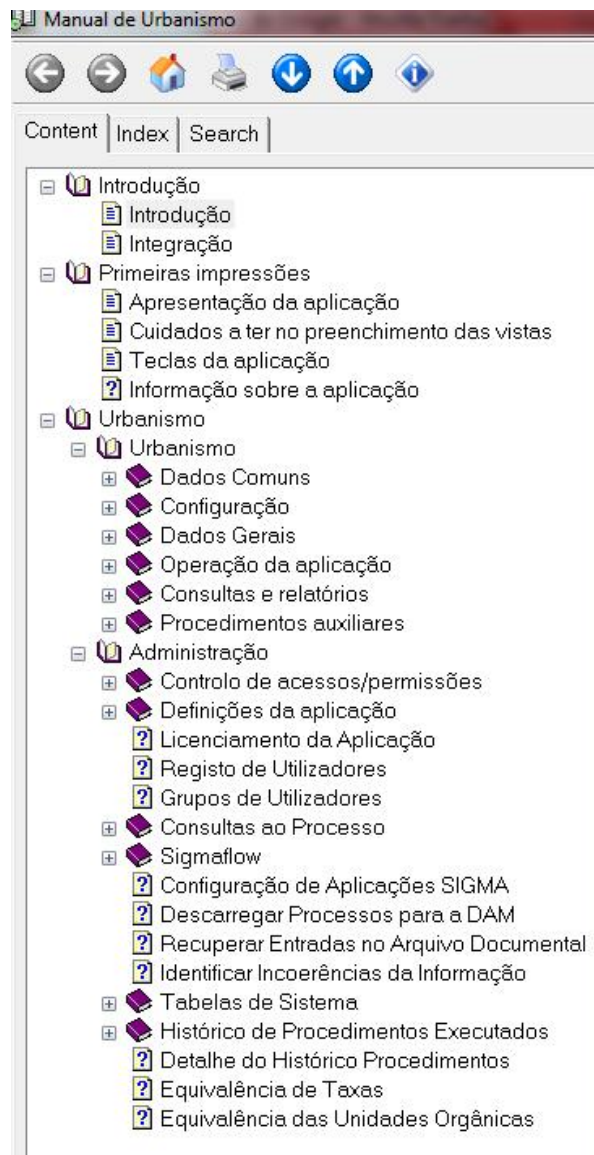 Manual de Urbanismo
Content Index Search
Introdução
Introdução
Integração
Primeiras impressões
Apresentação da aplicação
Cuidados a ter no preenchimento das vistas
Teclas da aplicação
Informação sobre a aplicação
Urbanismo
Urbanismo
Dados Comuns
Configuração
Dados Gerais
Operação da aplicação
Consultas e relatórios
Procedimentos auxiliares
Administração
Controlo de acessos/permissões
Definições da aplicação
Licenciamento da Aplicação
Registo de Utilizadores
Grupos de Utilizadores
Consultas ao Processo
Sigmaflow
Configuração de Aplicações SIGMA
Descarregar Processos para a DAM
Recuperar Entradas no Arquivo Documental
Identificar Incoerências da Informação
Tabelas de Sistema
Histórico de Procedimentos Executados
Detalhe do Histórico Procedimentos
Equivalência de Taxas
Equivalência das Unidades Orgânicas